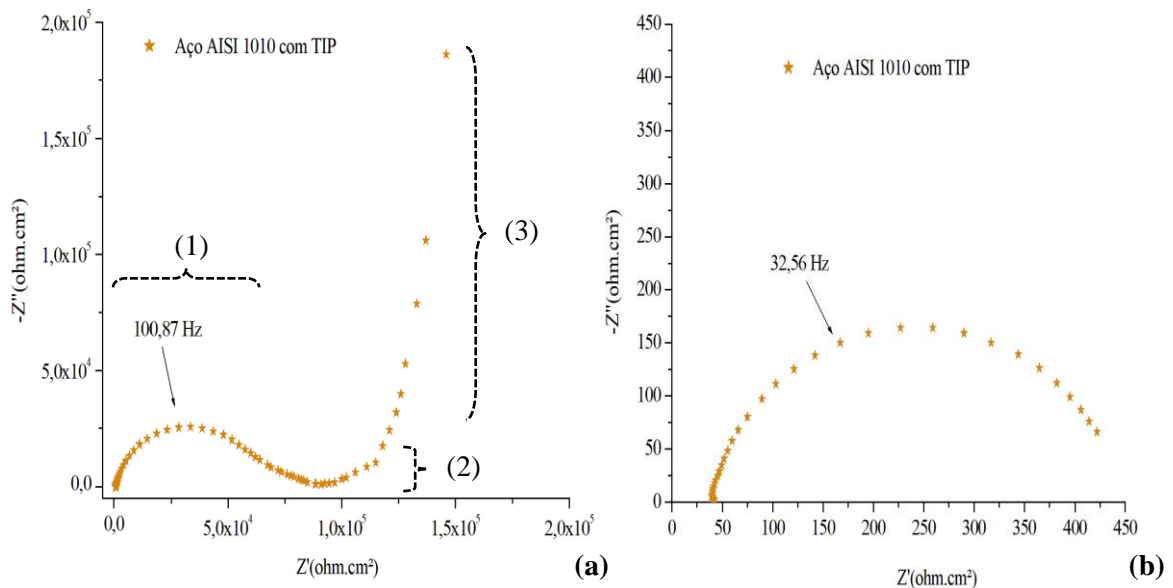 2,0x10⁵
1,5x10⁵
1,0x10⁵
5,0x10⁴
0,0
-Z''(ohm.cm²)
Aço AISI 1010 com TIP
(1)
(2)
(3)
100,87 Hz
0,0
5,0x10⁴
1,0x10⁵
1,5x10⁵
2,0x10⁵
Z'(ohm.cm²)
(a)
450
400
350
300
250
200
150
100
50
0
-Z''(ohm.cm²)
Aço AISI 1010 com TIP
32,56 Hz
0
50
100
150
200
250
300
350
400
450
Z'(ohm.cm²)
(b)